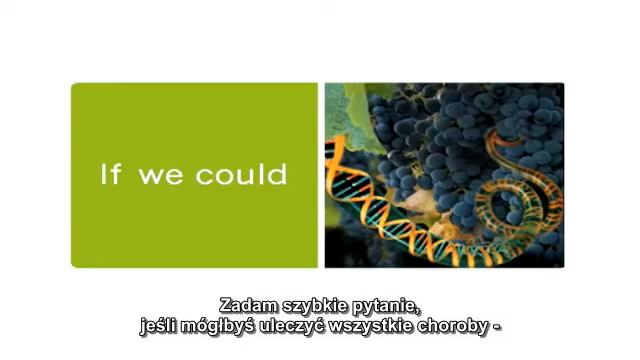 If we could
Zadam szybkie pytanie,
jeśli mógłbyś uleczyć wszystkie choroby -